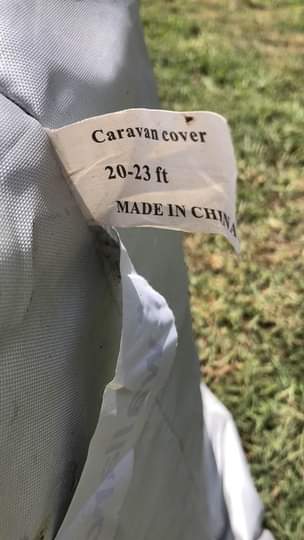 Caravan cover
20-23 ft
MADE IN CHINA